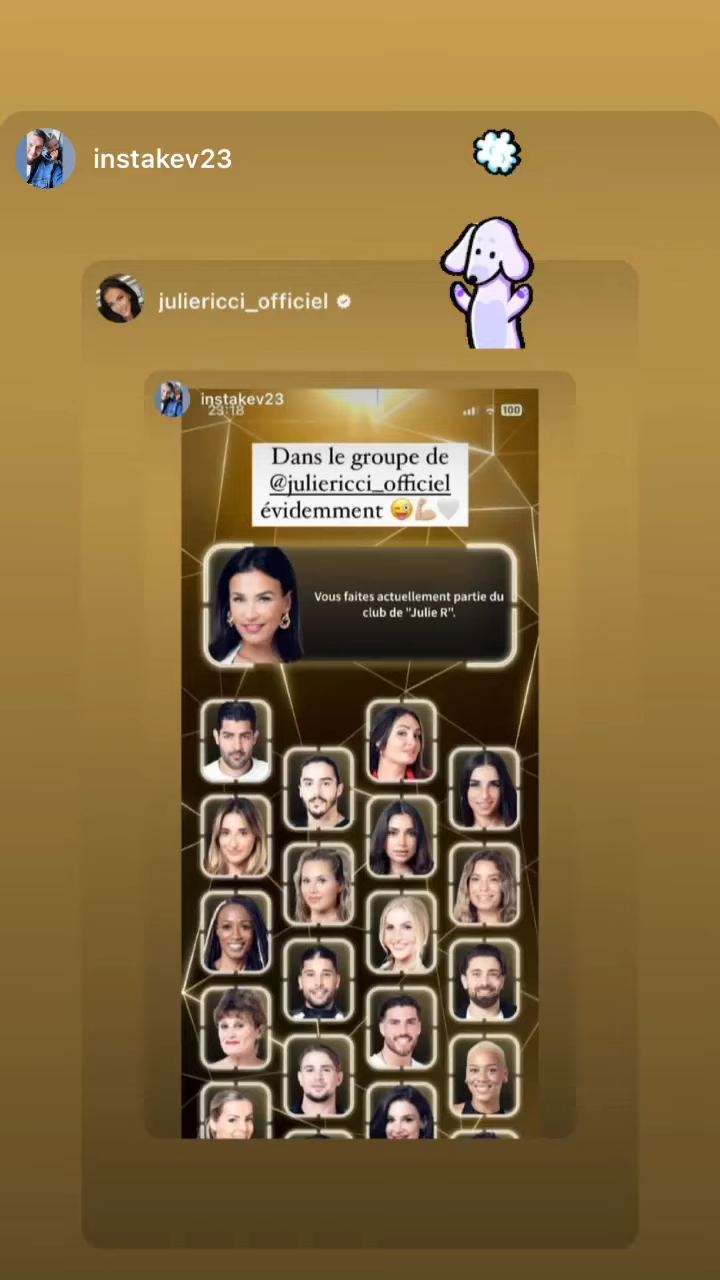 instakev23
juliericci_officiel
instakev23
23:18
100
Dans le groupe de
@juliericci_officiel
évidemment 😜💪🏼🤍
Vous faites actuellement partie du
club de "Julie R".